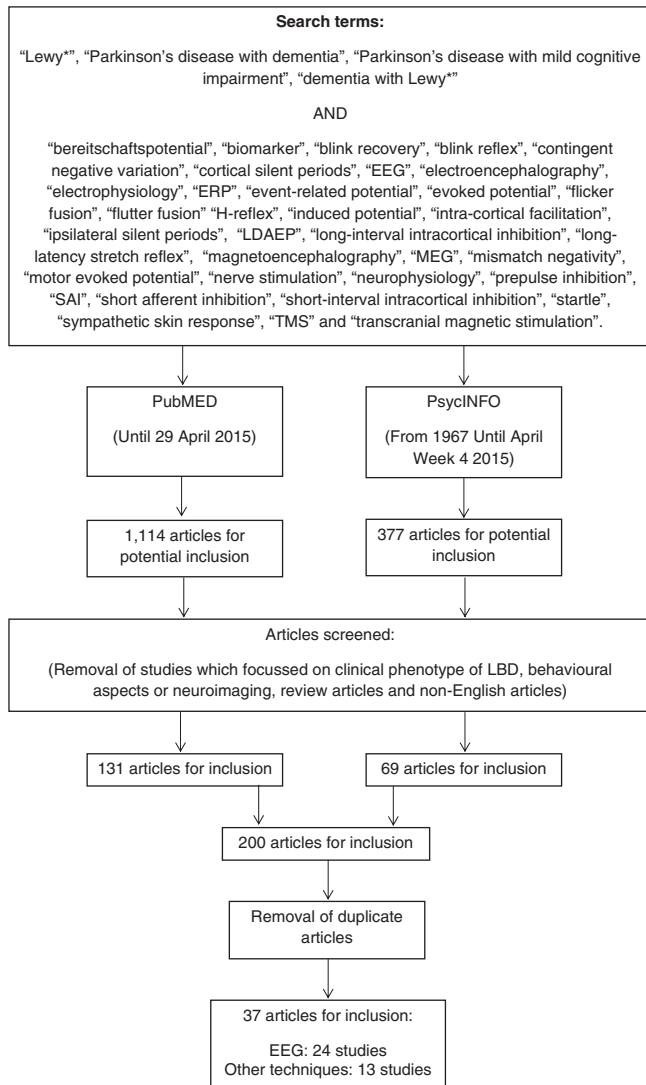 Search terms:
“Lewy*”, “Parkinson’s disease with dementia”, “Parkinson’s disease with mild cognitive
impairment”, “dementia with Lewy*”
AND
“bereitschaftspotential”, “biomarker”, “blink recovery”, “blink reflex”, “contingent
negative variation”, “cortical silent periods”, “EEG”, “electroencephalography”,
“electrophysiology”, “ERP”, “event-related potential”, “evoked potential”, “flicker
fusion”, “flutter fusion” “H-reflex”, “induced potential”, “intra-cortical facilitation”,
“ipsilateral silent periods”, “LDAEP”, “long-interval intracortical inhibition”, “long-
latency stretch reflex”, “magnetoencephalography”, “MEG”, “mismatch negativity”,
“motor evoked potential”, “nerve stimulation”, “neurophysiology”, “prepulse inhibition”,
“SAI”, “short afferent inhibition”, “short-interval intracortical inhibition”, “startle”,
“sympathetic skin response”, “TMS” and “transcranial magnetic stimulation”.
PubMED
(Until 29 April 2015)
PsycINFO
(From 1967 Until April
Week 4 2015)
1,114 articles for
potential inclusion
377 articles for potential
inclusion
Articles screened:
(Removal of studies which focussed on clinical phenotype of LBD, behavioural
aspects or neuroimaging, review articles and non-English articles)
131 articles for inclusion
69 articles for inclusion
200 articles for inclusion
Removal of duplicate
articles
37 articles for inclusion:
EEG: 24 studies
Other techniques: 13 studies